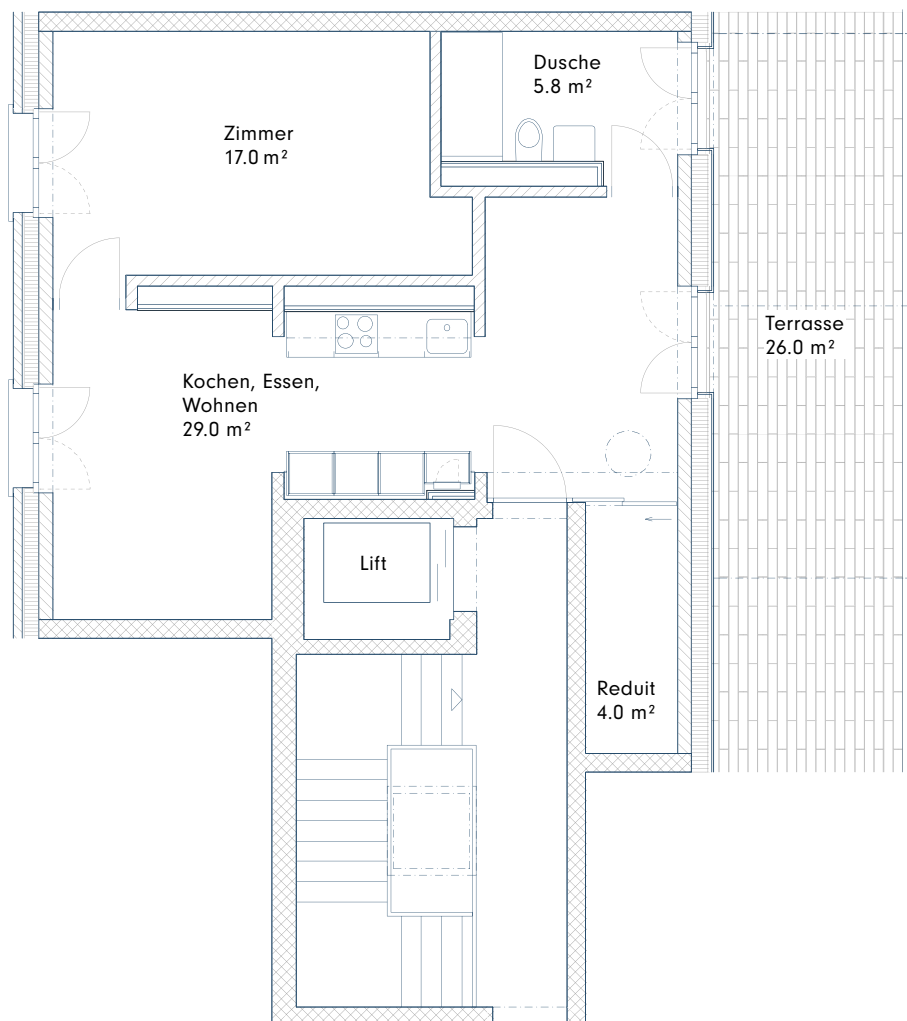 Dusche
5.8 m²
Zimmer
17.0 m²
Terrasse
26.0 m²
Kochen, Essen,
Wohnen
29.0 m²
Lift
Reduit
4.0 m²